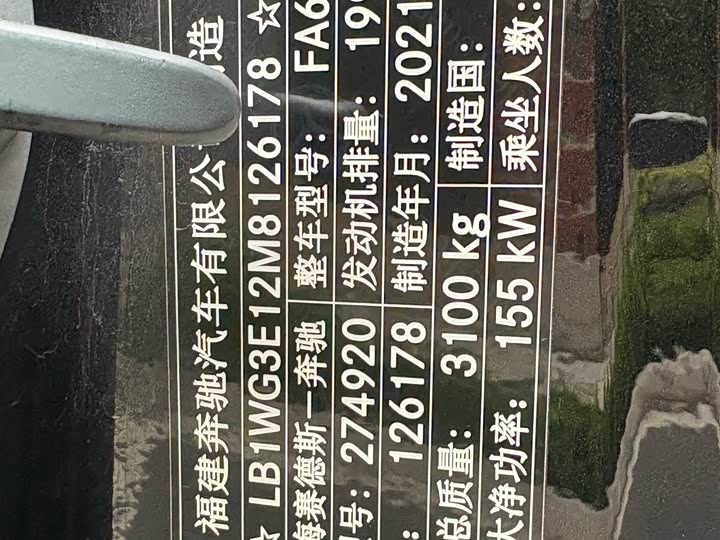 福建奔驰汽车有限公 造
☆ LB1WG3E12M8126178 ☆
梅赛德斯一奔驰 整车型号: FA6
型号: 274920 发动机排量: 19
: 126178 制造年月: 2021
总质量: 3100 kg 制造国:
大净功率: 155 kW 乘坐人数: